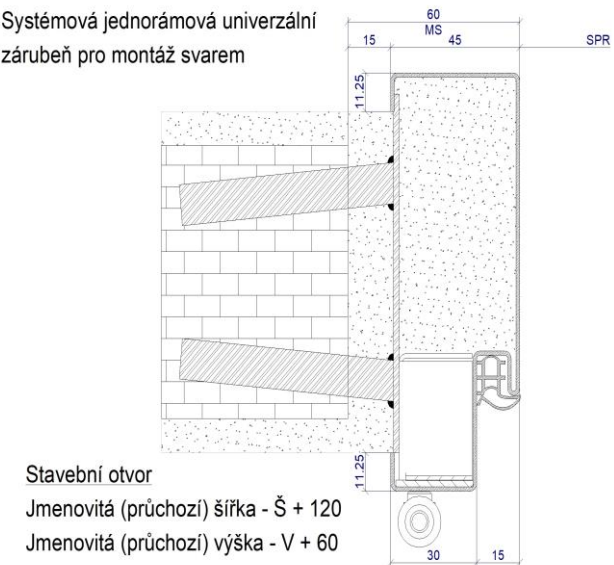 Systémová jednorámová univerzální
zárubeň pro montáž svarem
60
MS
15
45
SPR
11.25
11.25
Stavební otvor
Jmenovitá (průchozí) šířka - Š + 120
Jmenovitá (průchozí) výška - V + 60
30
15